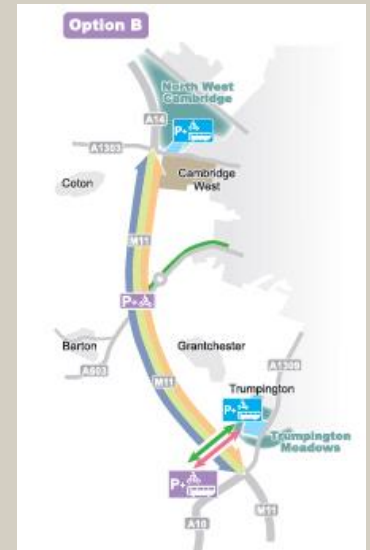 Option B
North West
Cambridge
A14
P+
A1303
Cambridge
West
Coton
M11
P+
Barton
Grantchester
A603
A1309
M11
Trumpington
P+
Trumpington
Meadows
P+
M11
A10